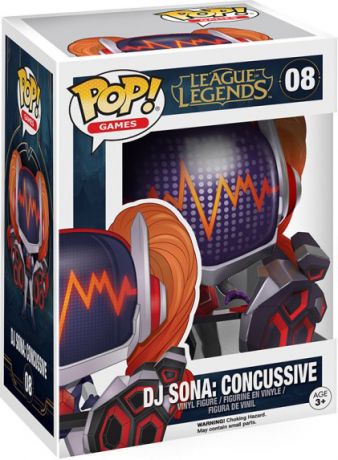 POP!
GAMES
LEAGUE OF LEGENDS
08
DJ SONA: CONCUSSIVE
08
DJ SONA: CONCUSSIVE
VINYL FIGURE / FIGURINE EN VINYLE /
FIGURA DE VINIL
WARNING! Choking Hazard.
May contain small parts.
AGE
3+